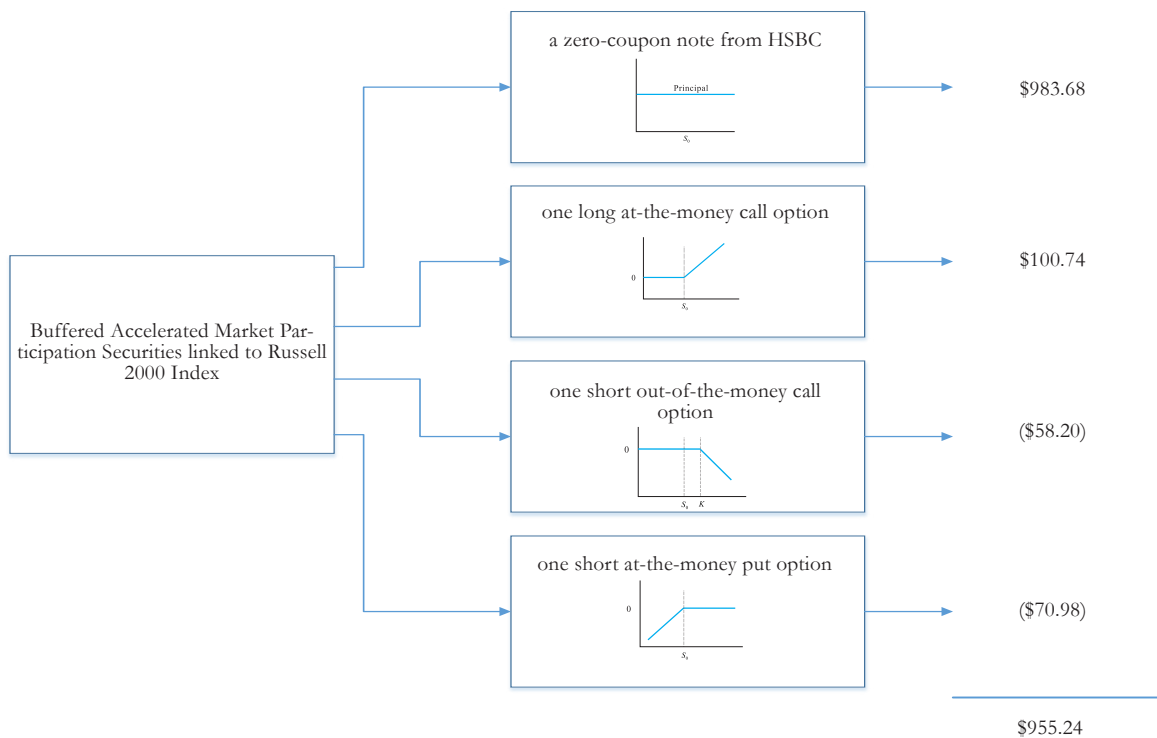 a zero-coupon note from HSBC
Principal
S₀
$983.68
one long at-the-money call option
0
S₀
$100.74
Buffered Accelerated Market Par-
ticipation Securities linked to Russell
2000 Index
one short out-of-the-money call
option
0
S₀ K
($58.20)
one short at-the-money put option
0
S₀
($70.98)
$955.24